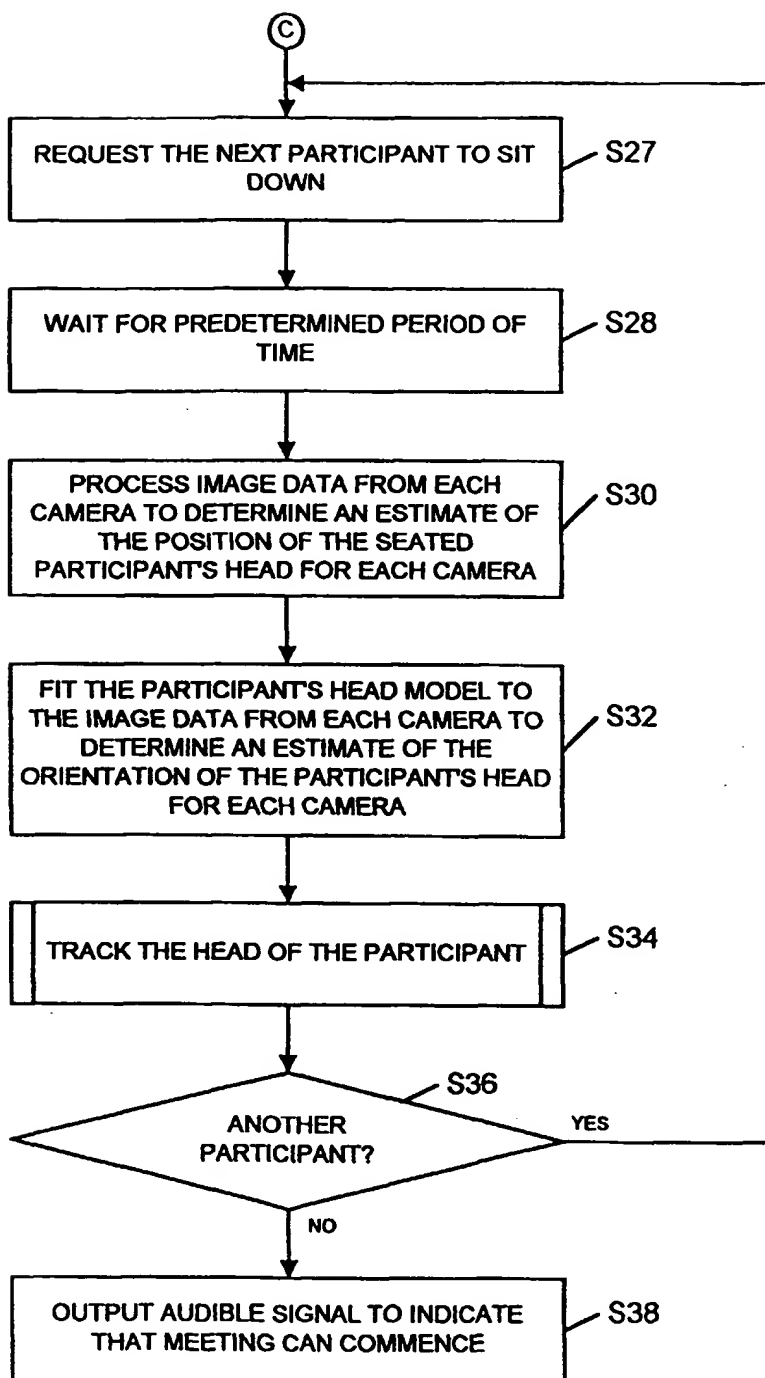 C
REQUEST THE NEXT PARTICIPANT TO SIT
DOWN
S27
WAIT FOR PREDETERMINED PERIOD OF
TIME
S28
PROCESS IMAGE DATA FROM EACH
CAMERA TO DETERMINE AN ESTIMATE OF
THE POSITION OF THE SEATED
PARTICIPANT'S HEAD FOR EACH CAMERA
S30
FIT THE PARTICIPANT'S HEAD MODEL TO
THE IMAGE DATA FROM EACH CAMERA TO
DETERMINE AN ESTIMATE OF THE
ORIENTATION OF THE PARTICIPANT'S HEAD
FOR EACH CAMERA
S32
TRACK THE HEAD OF THE PARTICIPANT
S34
S36
ANOTHER
PARTICIPANT?
YES
NO
OUTPUT AUDIBLE SIGNAL TO INDICATE
THAT MEETING CAN COMMENCE
S38